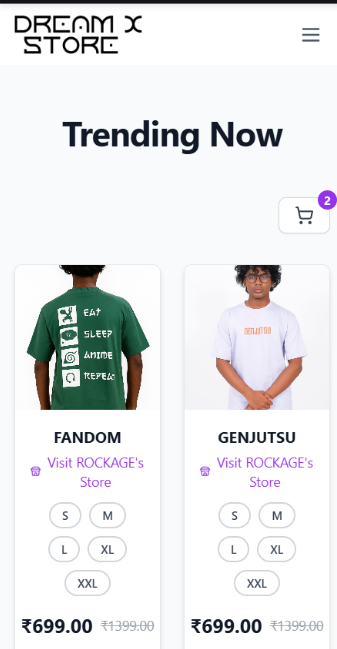 DREAM X
STORE
Trending Now
2
EAT
SLEEP
ANIME
REPEAT
GENJUTSU
FANDOM
GENJUTSU
Visit ROCKAGE's
Store
Visit ROCKAGE's
Store
S M
L XL
XXL
S M
L XL
XXL
₹699.00 ₹1399.00
₹699.00 ₹1399.00